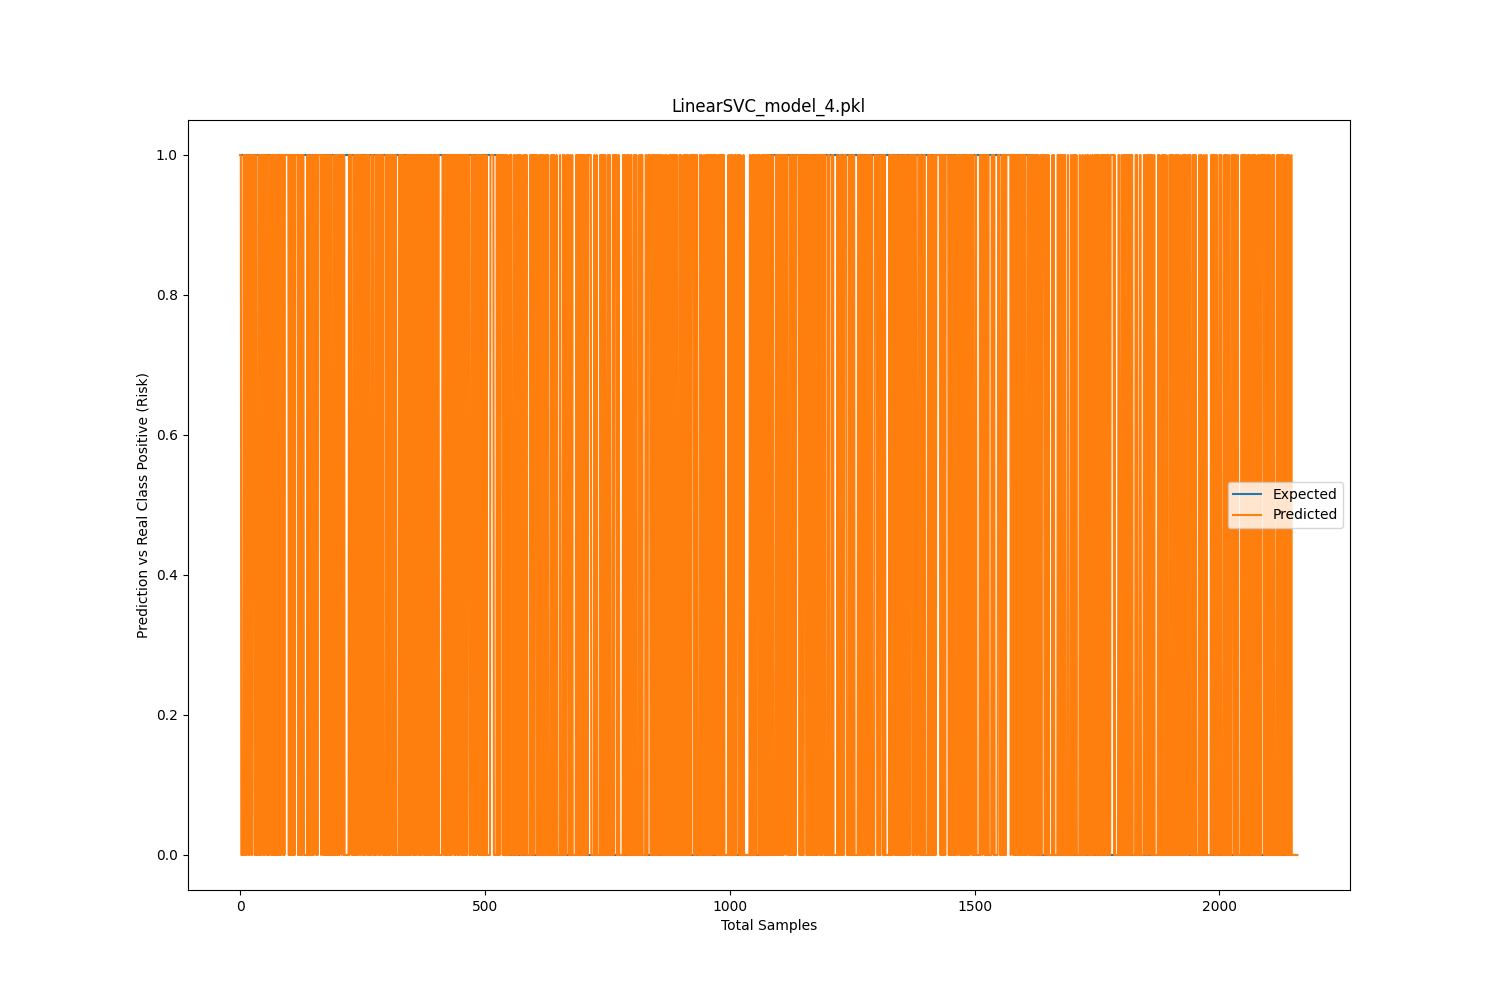 LinearSVC_model_4.pkl
Prediction vs Real Class Positive (Risk)
1.0
0.8
0.6
0.4
0.2
0.0
Expected
Predicted
0 500 1000 1500 2000
Total Samples